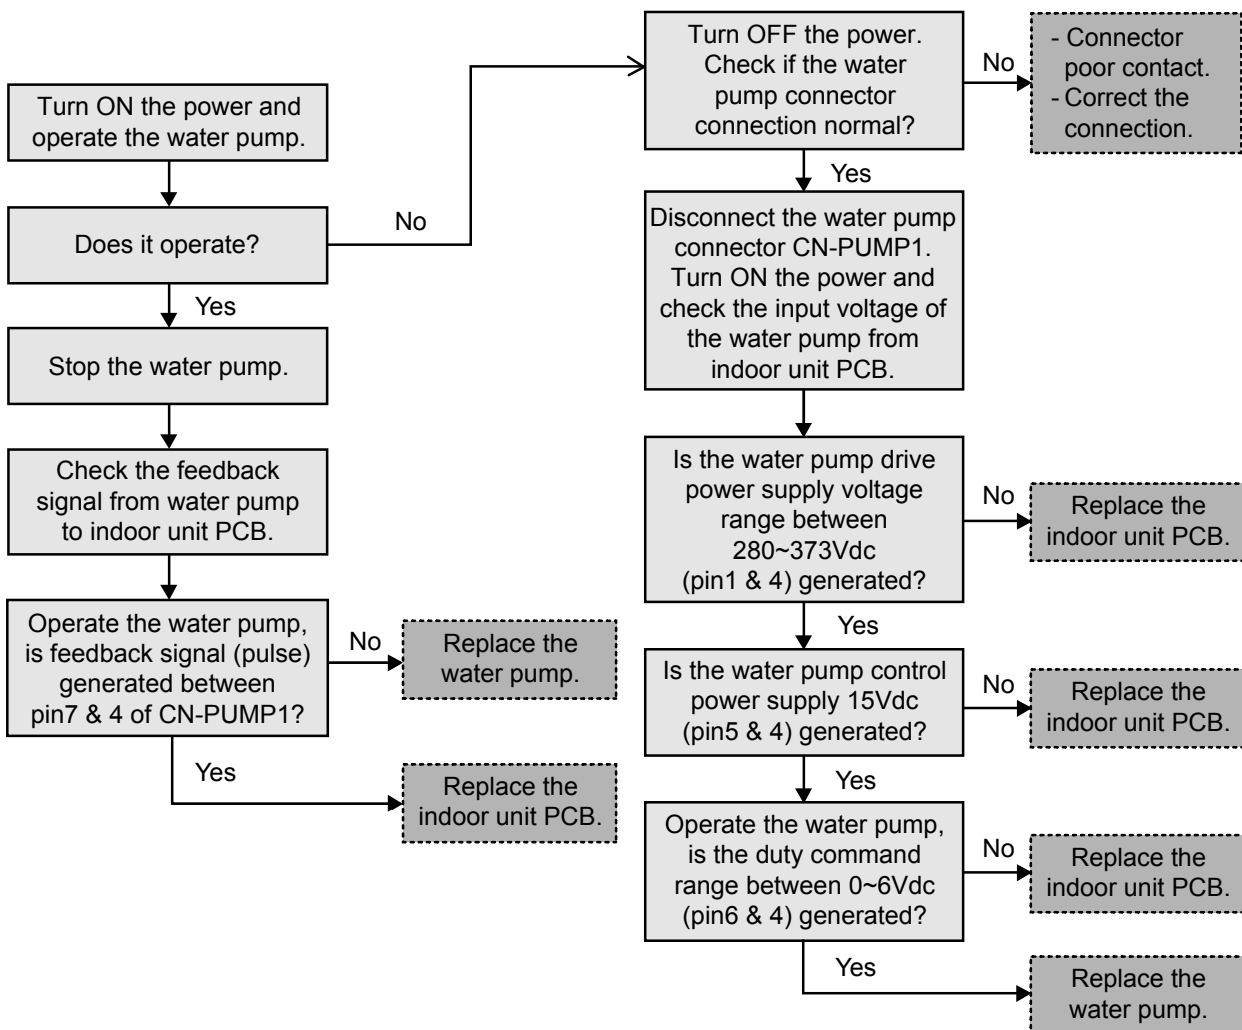 Turn ON the power and
operate the water pump.
Does it operate?
No
Yes
Stop the water pump.
Check the feedback
signal from water pump
to indoor unit PCB.
Operate the water pump,
is feedback signal (pulse)
generated between
pin7 & 4 of CN-PUMP1?
No
Replace the
water pump.
Yes
Replace the
indoor unit PCB.
Turn OFF the power.
Check if the water
pump connector
connection normal?
No
- Connector
poor contact.
- Correct the
connection.
Yes
Disconnect the water pump
connector CN-PUMP1.
Turn ON the power and
check the input voltage of
the water pump from
indoor unit PCB.
Is the water pump drive
power supply voltage
range between
280~373Vdc
(pin1 & 4) generated?
No
Replace the
indoor unit PCB.
Yes
Is the water pump control
power supply 15Vdc
(pin5 & 4) generated?
No
Replace the
indoor unit PCB.
Yes
Operate the water pump,
is the duty command
range between 0~6Vdc
(pin6 & 4) generated?
No
Replace the
indoor unit PCB.
Yes
Replace the
water pump.